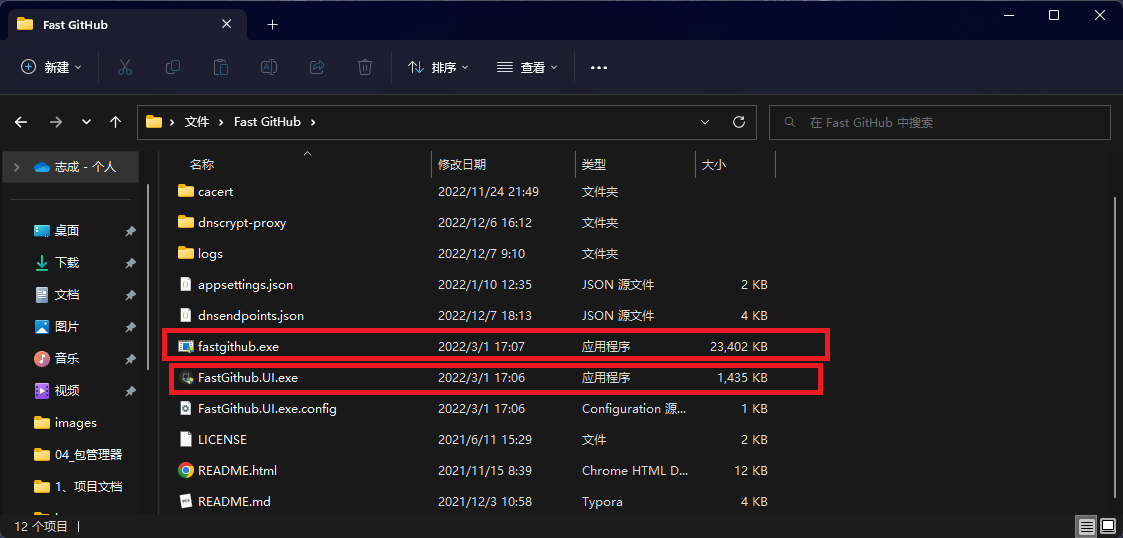 Fast GitHub
新建
排序
查看
文件
Fast GitHub
在 Fast GitHub 中搜索
志成 - 个人
桌面
下载
文档
图片
音乐
视频
images
04_包管理器
1、项目文档
名称 修改日期 类型 大小
cacert 2022/11/24 21:49 文件夹
dnscrypt-proxy 2022/12/6 16:12 文件夹
logs 2022/12/7 9:10 文件夹
appsettings.json 2022/1/10 12:35 JSON 源文件 2 KB
dnsendpoints.json 2022/12/7 18:13 JSON 源文件 4 KB
fastgithub.exe 2022/3/1 17:07 应用程序 23,402 KB
FastGithub.UI.exe 2022/3/1 17:06 应用程序 1,435 KB
FastGithub.UI.exe.config 2022/3/1 17:06 Configuration 源... 1 KB
LICENSE 2021/6/11 15:29 文件 2 KB
README.html 2021/11/15 8:39 Chrome HTML D... 12 KB
README.md 2021/12/3 10:58 Typora 4 KB
12 个项目